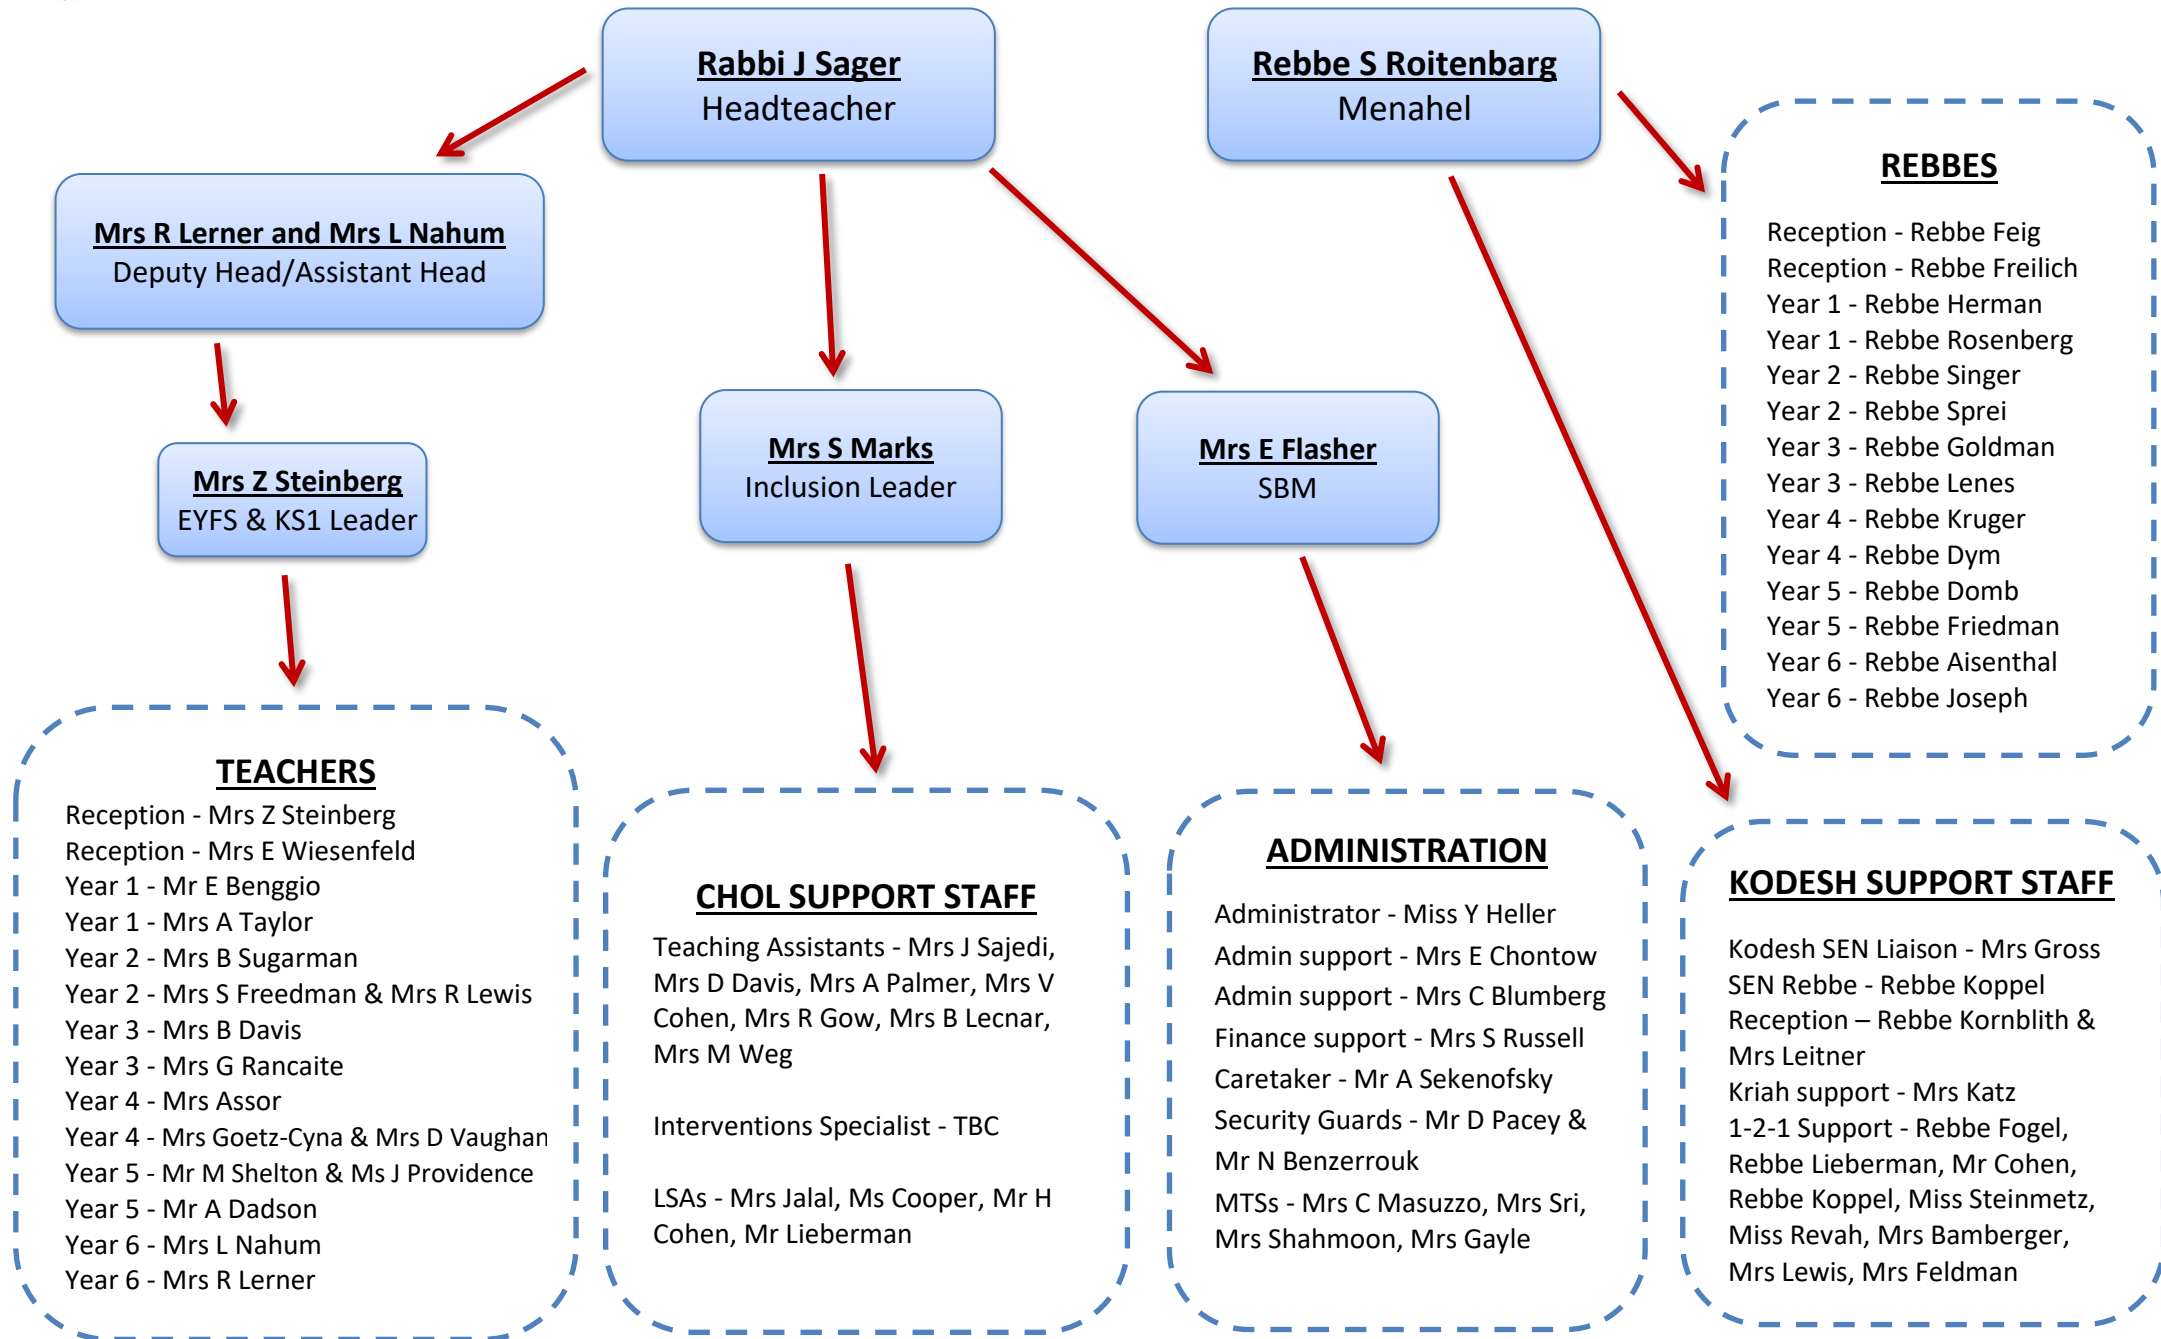 Rabbi J Sager
Headteacher
Rebbe S Roitenbarg
Menahel
Mrs R Lerner and Mrs L Nahum
Deputy Head/Assistant Head
Mrs Z Steinberg
EYFS & KS1 Leader
Mrs S Marks
Inclusion Leader
Mrs E Flasher
SBM
REBBES
Reception - Rebbe Feig
Reception - Rebbe Freilich
Year 1 - Rebbe Herman
Year 1 - Rebbe Rosenberg
Year 2 - Rebbe Singer
Year 2 - Rebbe Sprei
Year 3 - Rebbe Goldman
Year 3 - Rebbe Lenes
Year 4 - Rebbe Kruger
Year 4 - Rebbe Dym
Year 5 - Rebbe Domb
Year 5 - Rebbe Friedman
Year 6 - Rebbe Aisenthal
Year 6 - Rebbe Joseph
TEACHERS
Reception - Mrs Z Steinberg
Reception - Mrs E Wiesenfeld
Year 1 - Mr E Benggio
Year 1 - Mrs A Taylor
Year 2 - Mrs B Sugarman
Year 2 - Mrs S Freedman & Mrs R Lewis
Year 3 - Mrs B Davis
Year 3 - Mrs G Rancaite
Year 4 - Mrs Assor
Year 4 - Mrs Goetz-Cyna & Mrs D Vaughan
Year 5 - Mr M Shelton & Ms J Providence
Year 5 - Mr A Dadson
Year 6 - Mrs L Nahum
Year 6 - Mrs R Lerner
CHOL SUPPORT STAFF
Teaching Assistants - Mrs J Sajedi,
Mrs D Davis, Mrs A Palmer, Mrs V
Cohen, Mrs R Gow, Mrs B Lecnar,
Mrs M Weg
Interventions Specialist - TBC
LSAs - Mrs Jalal, Ms Cooper, Mr H
Cohen, Mr Lieberman
ADMINISTRATION
Administrator - Miss Y Heller
Admin support - Mrs E Chontow
Admin support - Mrs C Blumberg
Finance support - Mrs S Russell
Caretaker - Mr A Sekenofsky
Security Guards - Mr D Pacey &
Mr N Benzerrouk
MTSs - Mrs C Masuzzo, Mrs Sri,
Mrs Shahmoon, Mrs Gayle
KODESH SUPPORT STAFF
Kodesh SEN Liaison - Mrs Gross
SEN Rebbe - Rebbe Koppel
Reception – Rebbe Kornblith &
Mrs Leitner
Kriah support - Mrs Katz
1-2-1 Support - Rebbe Fogel,
Rebbe Lieberman, Mr Cohen,
Rebbe Koppel, Miss Steinmetz,
Miss Revah, Mrs Bamberger,
Mrs Lewis, Mrs Feldman